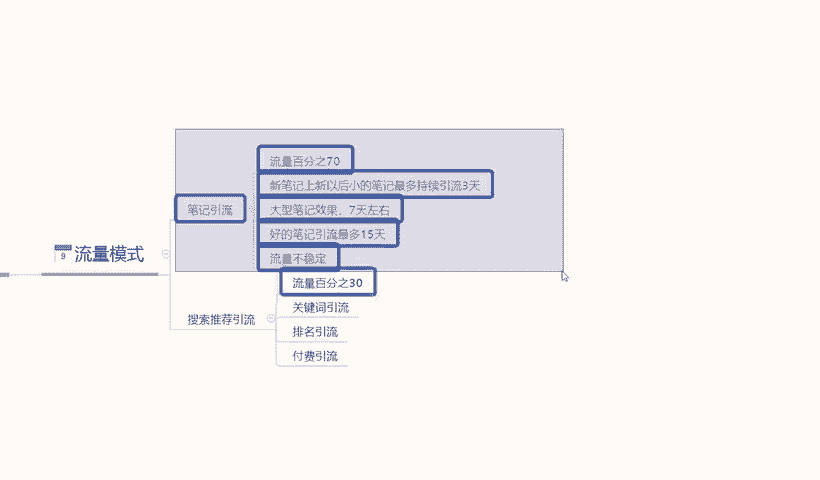 9
流量模式
笔记引流
流量百分之70
新笔记上新以后小的笔记最多持续引流3天
大型笔记效果，7天左右
好的笔记引流最多15天
流量不稳定
搜索推荐引流
流量百分之30
关键词引流
排名引流
付费引流